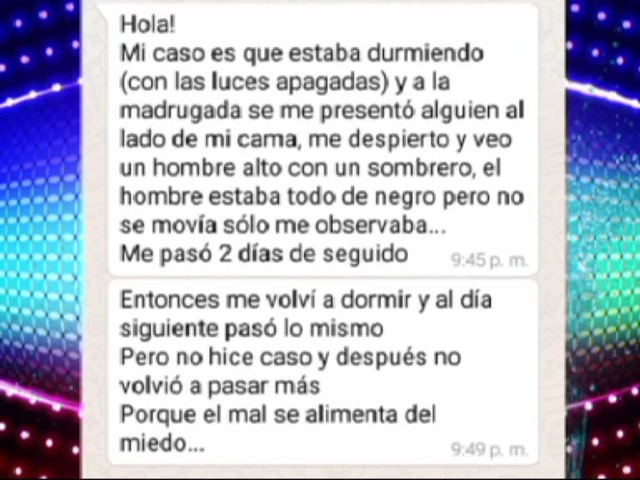 Hola!
Mi caso es que estaba durmiendo
(con las luces apagadas) y a la
madrugada se me presentó alguien al
lado de mi cama, me despierto y veo
un hombre alto con un sombrero, el
hombre estaba todo de negro pero no
se movía sólo me observaba...
Me pasó 2 días de seguido
9:45 p. m.
Entonces me volví a dormir y al día
siguiente pasó lo mismo
Pero no hice caso y después no
volvió a pasar más
Porque el mal se alimenta del
miedo...
9:49 p. m.